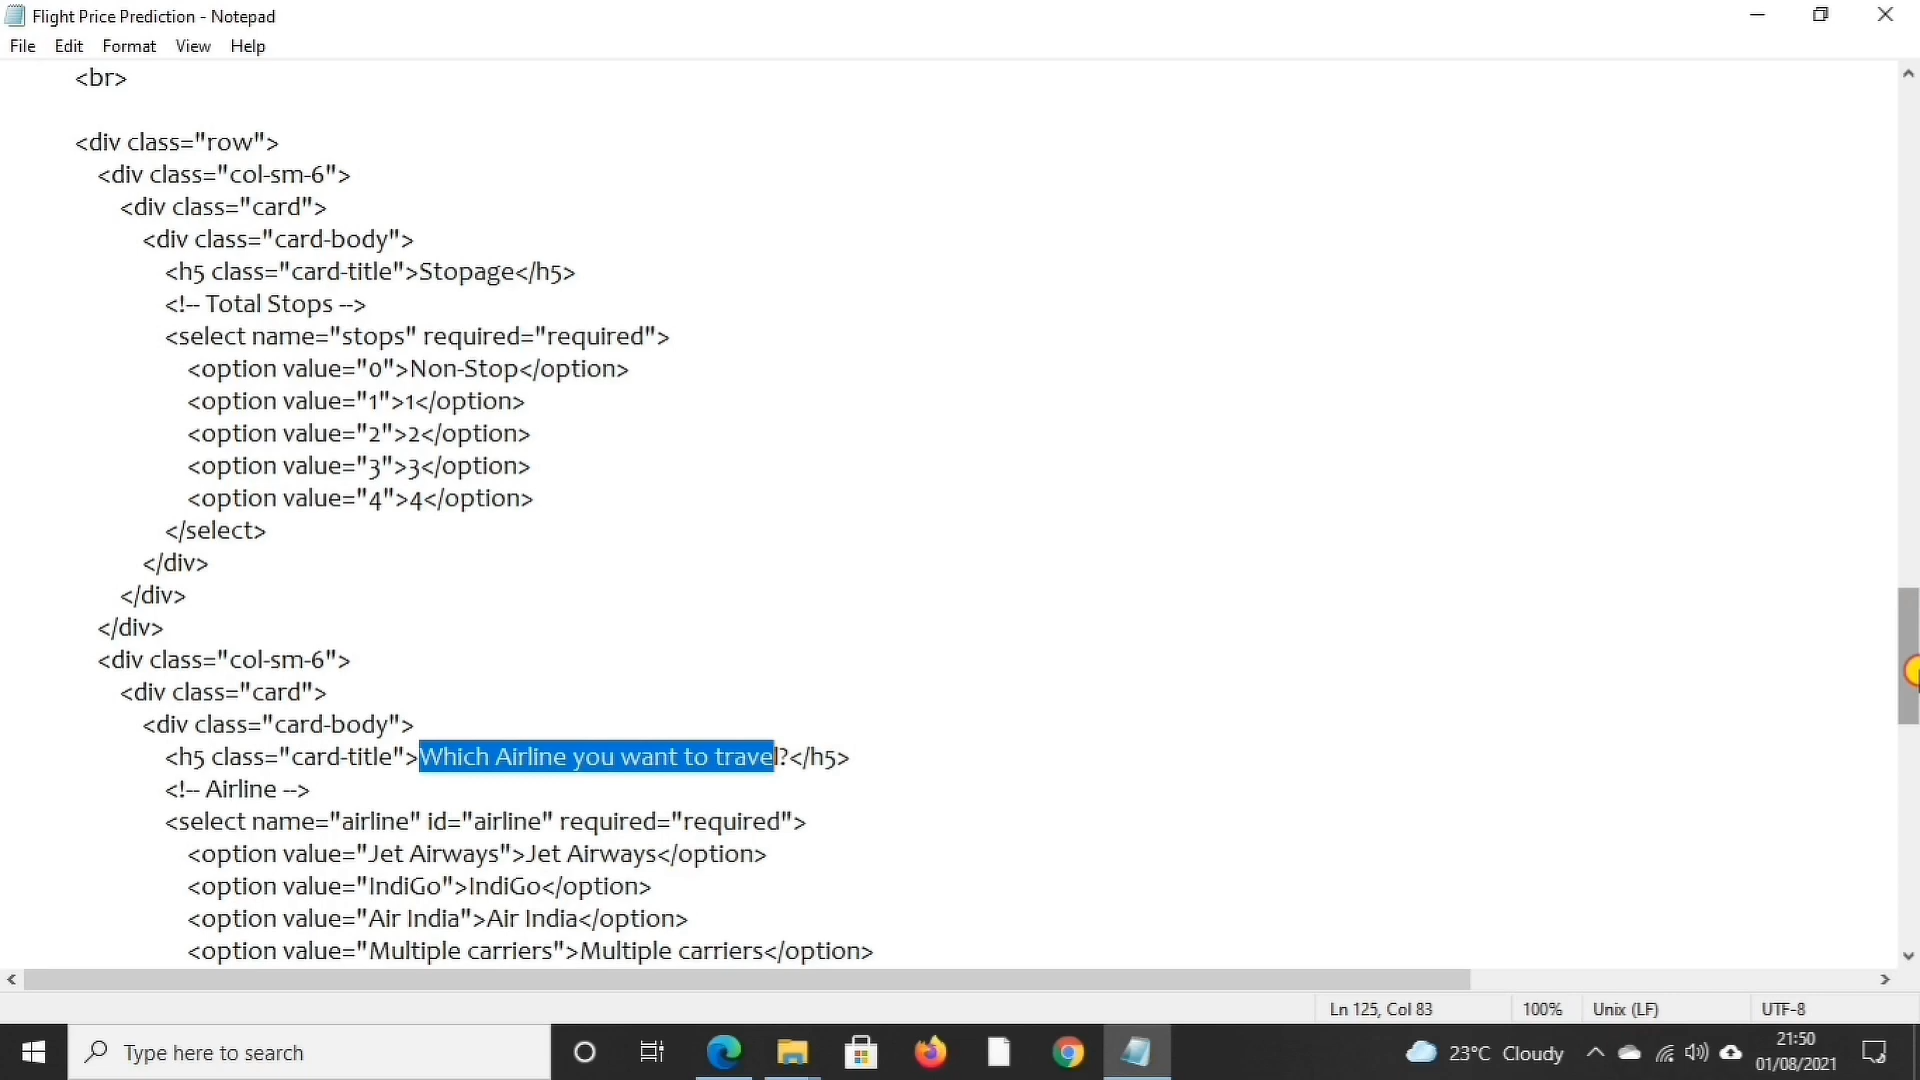 Flight Price Prediction - Notepad
File Edit Format View Help
<br>
<div class="row">
<div class="col-sm-6">
<div class="card">
<div class="card-body">
<h5 class="card-title">Stopage</h5>
<!-- Total Stops -->
<select name="stops" required="required">
<option value="0">Non-Stop</option>
<option value="1">1</option>
<option value="2">2</option>
<option value="3">3</option>
<option value="4">4</option>
</select>
</div>
</div>
</div>
<div class="col-sm-6">
<div class="card">
<div class="card-body">
<h5 class="card-title">Which Airline you want to travel?</h5>
<!-- Airline -->
<select name="airline" id="airline" required="required">
<option value="Jet Airways">Jet Airways</option>
<option value="IndiGo">IndiGo</option>
<option value="Air India">Air India</option>
<option value="Multiple carriers">Multiple carriers</option>
Ln 125, Col 83 100% Unix (LF) UTF-8
Type here to search 23°C Cloudy 21:50
01/08/2021